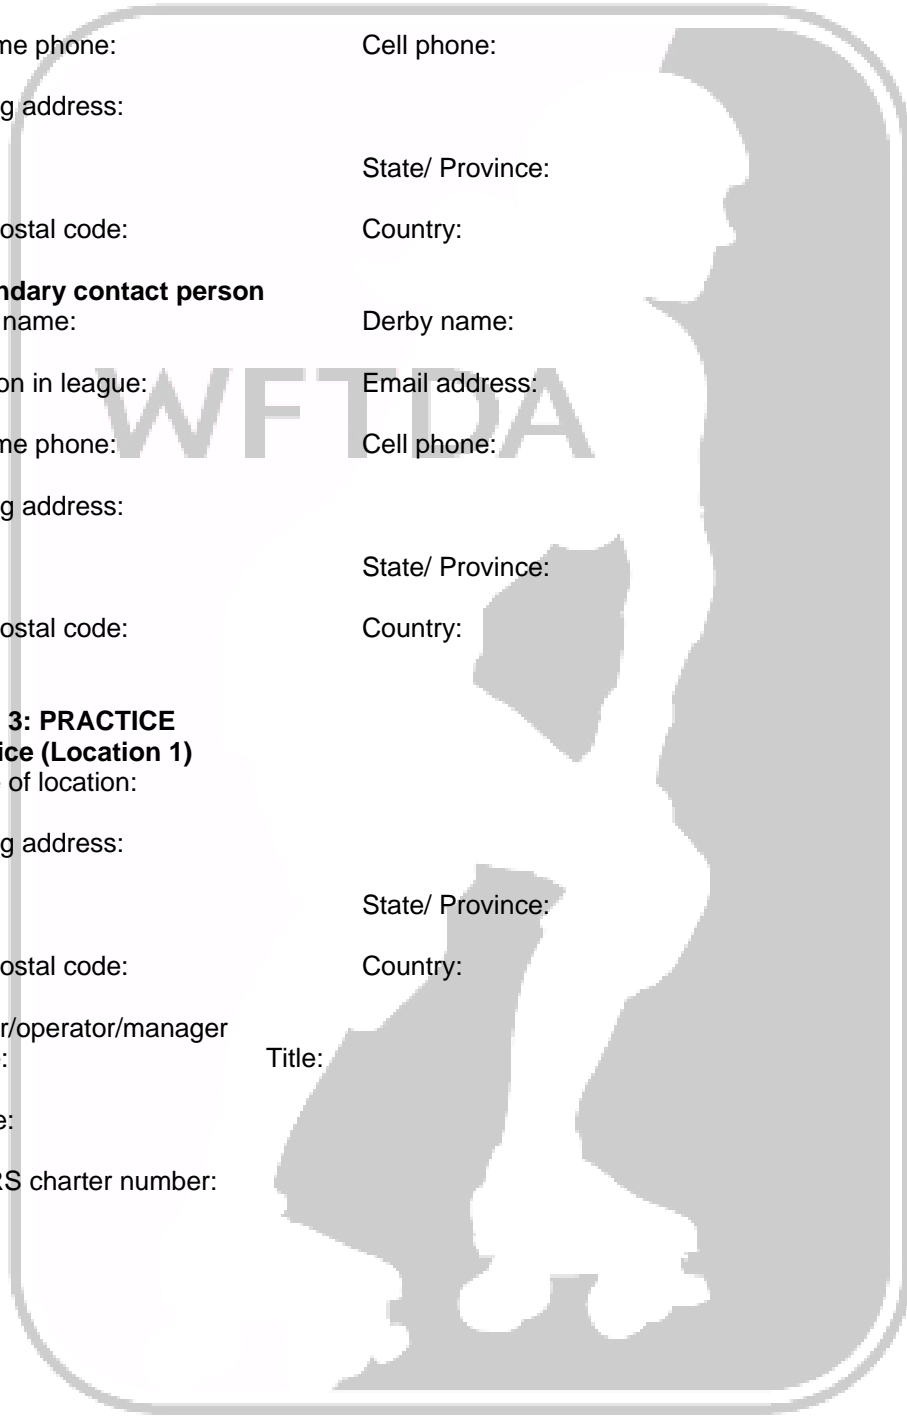 me phone: Cell phone:
g address:
State/ Province:
ostal code: Country:
ndary contact person
name: Derby name:
on in league: Email address:
WFTDA
me phone: Cell phone:
g address:
State/ Province:
ostal code: Country:
3: PRACTICE
ice (Location 1)
of location:
g address:
State/ Province:
ostal code: Country:
r/operator/manager
: Title:
e:
RS charter number: